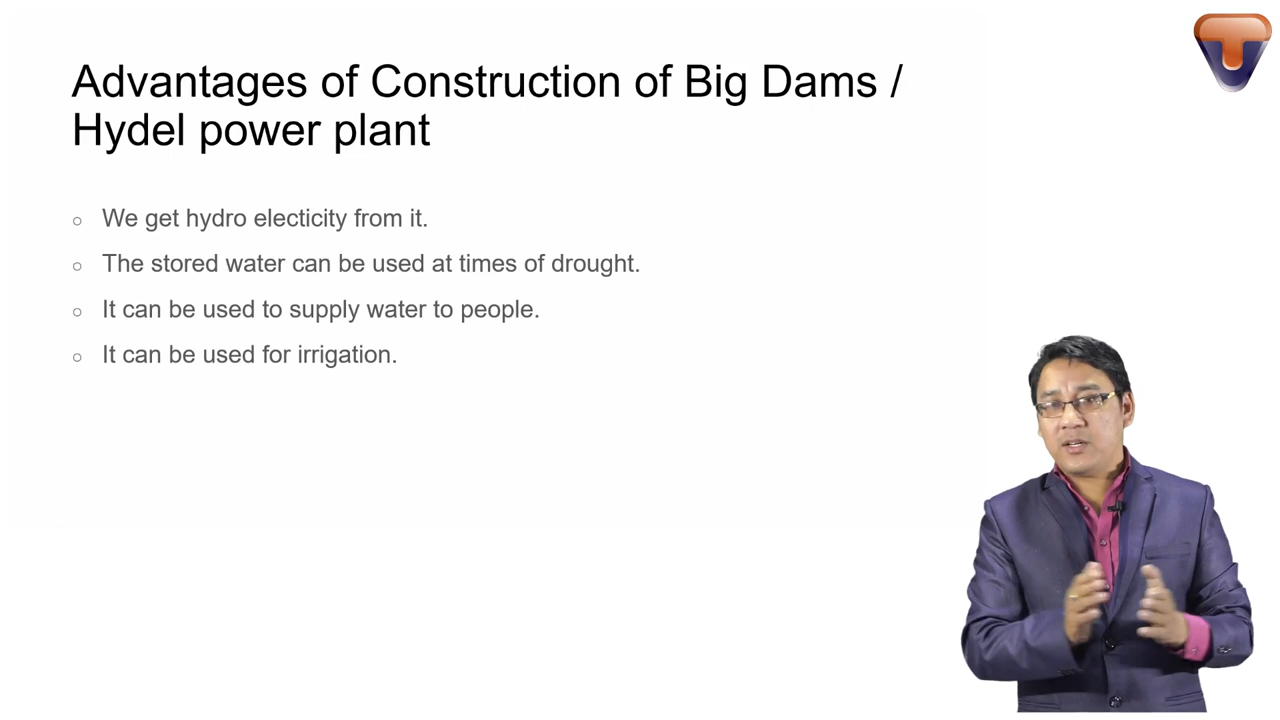 Advantages of Construction of Big Dams /
Hydel power plant
We get hydro electicity from it.
The stored water can be used at times of drought.
It can be used to supply water to people.
It can be used for irrigation.